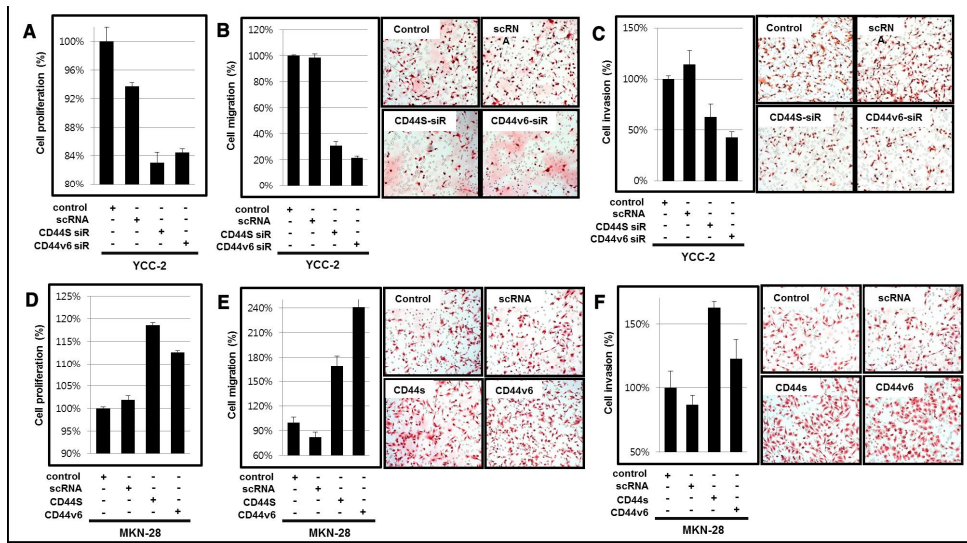 A
Cell proliferation (%)
100%
96%
92%
88%
84%
80%
control + - - -
scRNA - + - -
CD44S siR - - + -
CD44v6 siR - - - +
YCC-2
B
Cell migration (%)
120%
100%
80%
60%
40%
20%
0%
control + - - -
scRNA - + - -
CD44S siR - - + -
CD44v6 siR - - - +
YCC-2
Control
scRN
A
CD44S-siR
CD44v6-siR
C
Cell invasion (%)
150%
100%
50%
0%
control + - - -
scRNA - + - -
CD44S siR - - + -
CD44v6 siR - - - +
YCC-2
Control
scRN
A
CD44S-siR
CD44v6-siR
D
Cell proliferation (%)
125%
120%
115%
110%
105%
100%
95%
90%
control + - - -
scRNA - + - -
CD44S - - + -
CD44v6 - - - +
MKN-28
E
Cell migration (%)
240%
210%
180%
150%
120%
90%
60%
control + - - -
scRNA - + - -
CD44S - - + -
CD44v6 - - - +
MKN-28
Control
scRNA
CD44s
CD44v6
F
Cell invasion (%)
150%
100%
50%
control + - - -
scRNA - + - -
CD44s - - + -
CD44v6 - - - +
MKN-28
Control
scRNA
CD44s
CD44v6